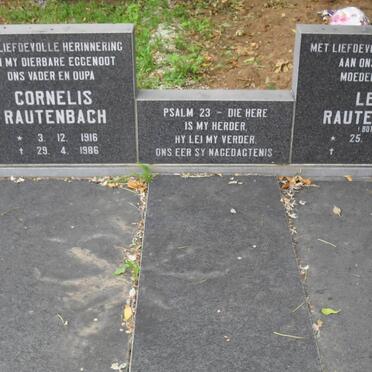 LIEFDEVOLLE HERINNERING
MY DIERBARE EGGENOOT
ONS VADER EN OUPA
CORNELIS
RAUTENBACH
* 3. 12. 1916
† 29. 4. 1986
PSALM 23 - DIE HERE
IS MY HERDER,
HY LEI MY VERDER.
ONS EER SY NAGEDAGTENIS
MET LIEFDEVOL
AAN ONS
MOEDER
LE
RAUTE
* 25.
†